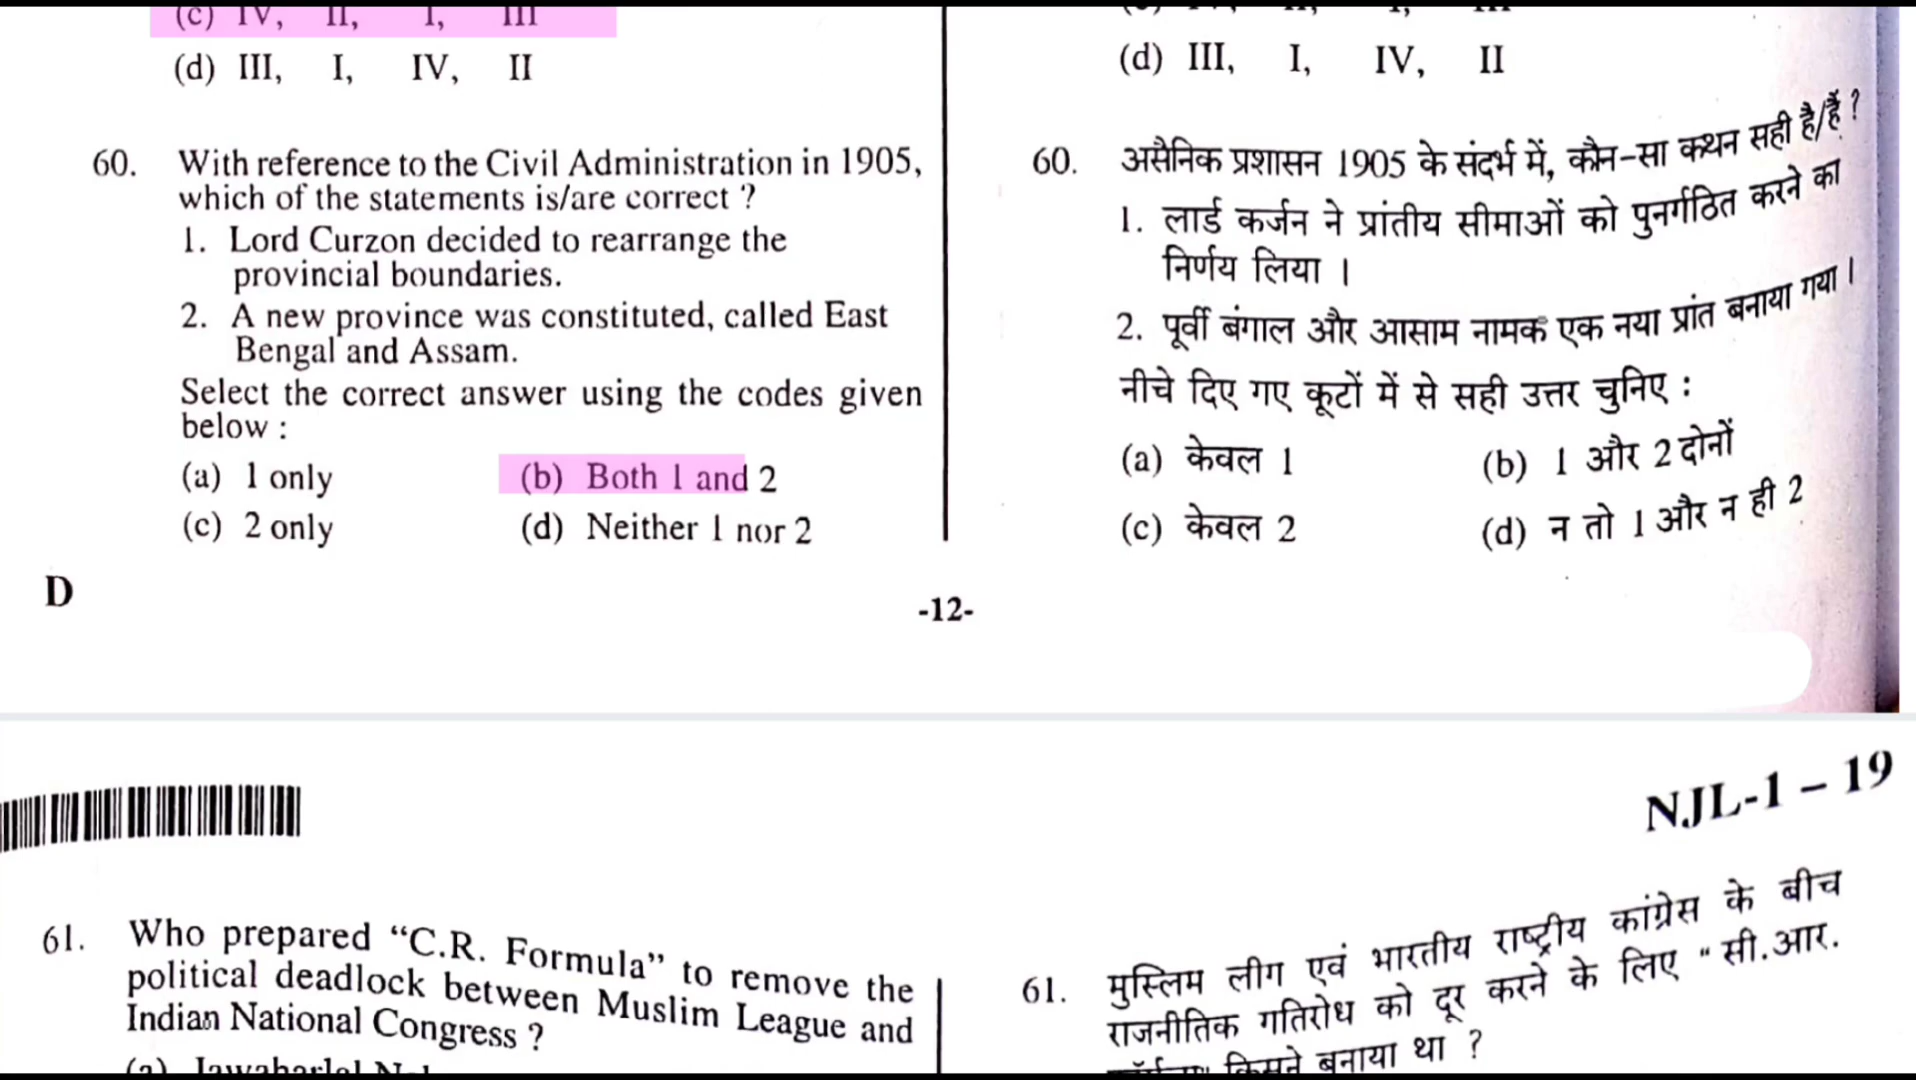 (c) IV, II, I, III
(d) III, I, IV, II
60. With reference to the Civil Administration in 1905,
which of the statements is/are correct ?
1. Lord Curzon decided to rearrange the
provincial boundaries.
2. A new province was constituted, called East
Bengal and Assam.
Select the correct answer using the codes given
below :
(a) 1 only (b) Both 1 and 2
(c) 2 only (d) Neither 1 nor 2
D
(d) III, I, IV, II
60. असैनिक प्रशासन 1905 के संदर्भ में, कौन-सा कथन सही है/हैं ?
1. लार्ड कर्जन ने प्रांतीय सीमाओं को पुनर्गठित करने का
निर्णय लिया ।
2. पूर्वी बंगाल और आसाम नामक एक नया प्रांत बनाया गया ।
नीचे दिए गए कूटों में से सही उत्तर चुनिए :
(a) केवल 1 (b) 1 और 2 दोनों
(c) केवल 2 (d) न तो 1 और न ही 2
-12-
NJL-1 – 19
61. Who prepared “C.R. Formula” to remove the
political deadlock between Muslim League and
Indian National Congress ?
(a) Jawaharlal
61. मुस्लिम लीग एवं भारतीय राष्ट्रीय कांग्रेस के बीच
राजनीतिक गतिरोध को दूर करने के लिए “ सी.आर.
किसने बनाया था ?